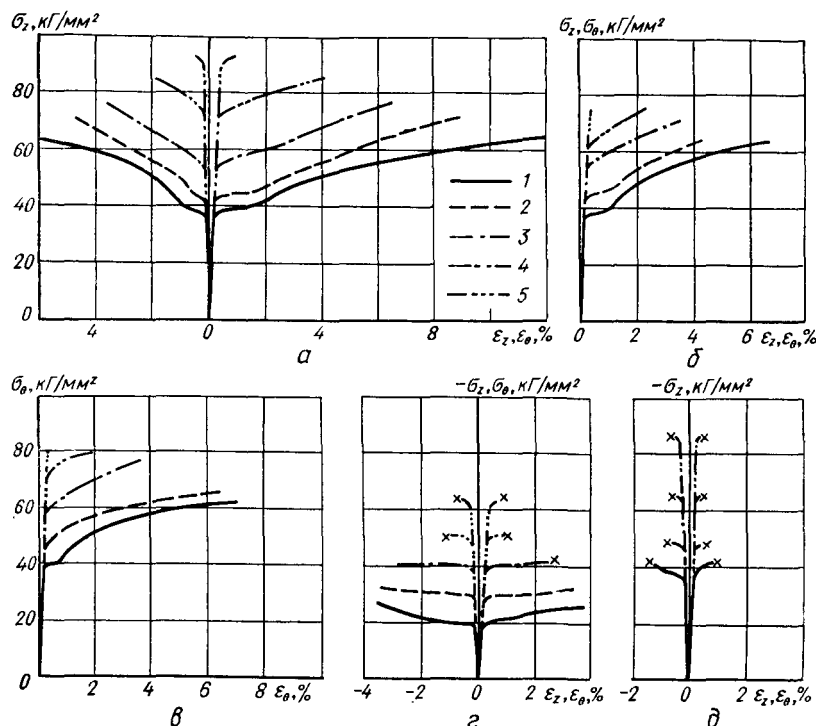 σz, кГ/мм²
σz, σθ, кГ/мм²
80
60
40
20
0
1
2
3
4
5
4 0 4 8 εz, εθ, %
0 2 4 6 εz, εθ, %
а
б
σθ, кГ/мм²
-σz, σθ, кГ/мм²
-σz, кГ/мм²
80
60
40
20
0
2 4 6 8 εθ, %
-4 -2 0 2 εz, εθ, %
-2 0 2 εz, εθ, %
в
г
д